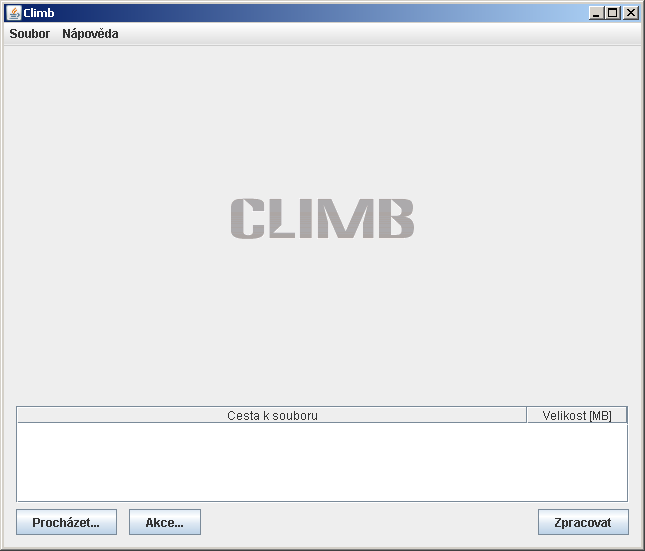 Climb
Soubor Nápověda
CLIMB
Cesta k souboru Velikost [MB]
Procházet... Akce... Zpracovat